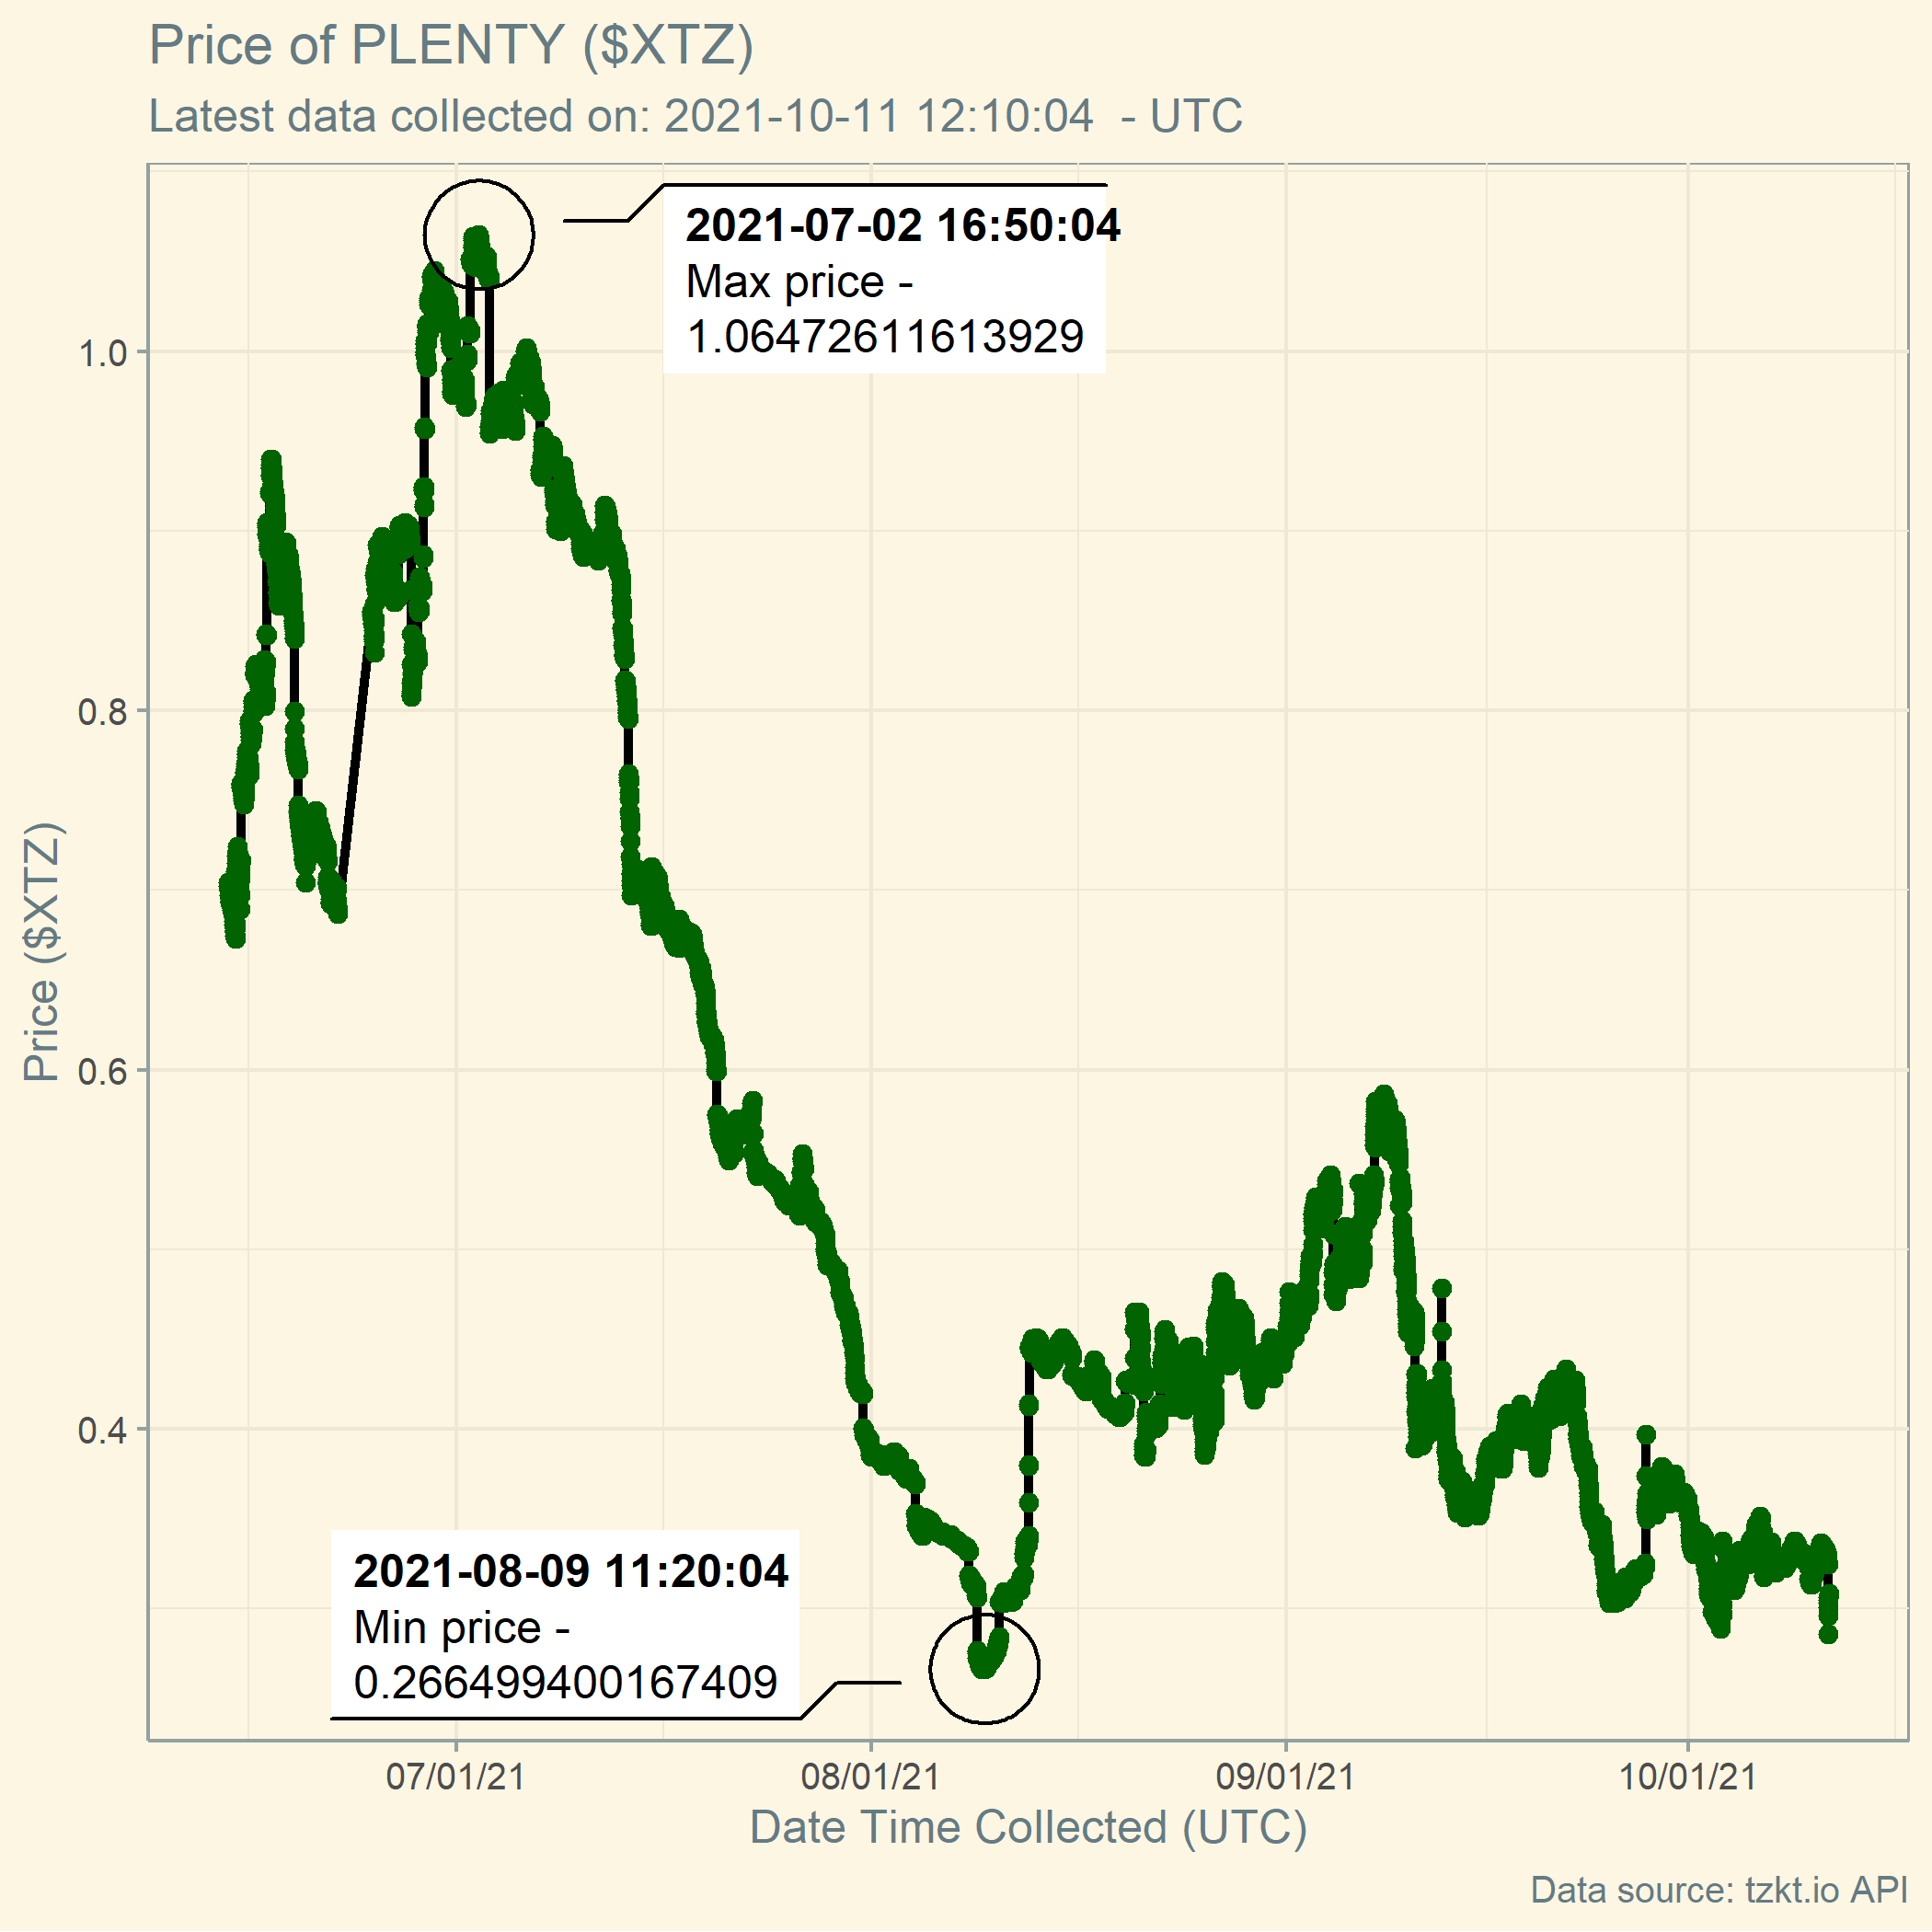 Price of PLENTY ($XTZ)
Latest data collected on: 2021-10-11 12:10:04  - UTC
2021-07-02 16:50:04
Max price -
1.06472611613929
1.0
0.8
0.6
0.4
Price ($XTZ)
2021-08-09 11:20:04
Min price -
0.266499400167409
07/01/21
08/01/21
09/01/21
10/01/21
Date Time Collected (UTC)
Data source: tzkt.io API